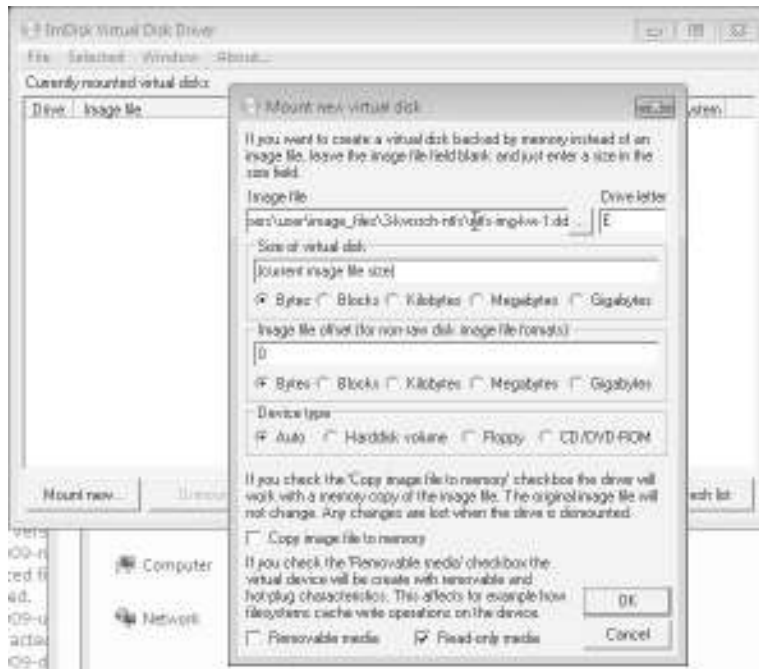 ImDisk Virtual Disk Driver
File Selected Window About...
Currently mounted virtual disks:
Drive Image file
ystem
Mount new virtual disk
If you want to create a virtual disk backed by memory instead of an
image file, leave the image file field blank and just enter a size in the
size field.
Image file Drive letter
... E
Size of virtual disk
(current image file size)
Bytes Blocks Kilobytes Megabytes Gigabytes
Image file offset (for non-raw disk image file formats)
0
Bytes Blocks Kilobytes Megabytes Gigabytes
Device type
Auto Harddisk volume Floppy CD/DVD-ROM
If you check the 'Copy image file to memory' checkbox the driver will
work with a memory copy of the image file. The original image file will
not change. Any changes are lost when the drive is dismounted.
Copy image file to memory
If you check the 'Removable media' checkbox the
virtual device will be create with removable and
hotplug characteristics. This affects for example how
filesystems cache write operations on the device.
Removable media Read-only media
OK
Cancel
Mount new...
esh list
Computer
Network